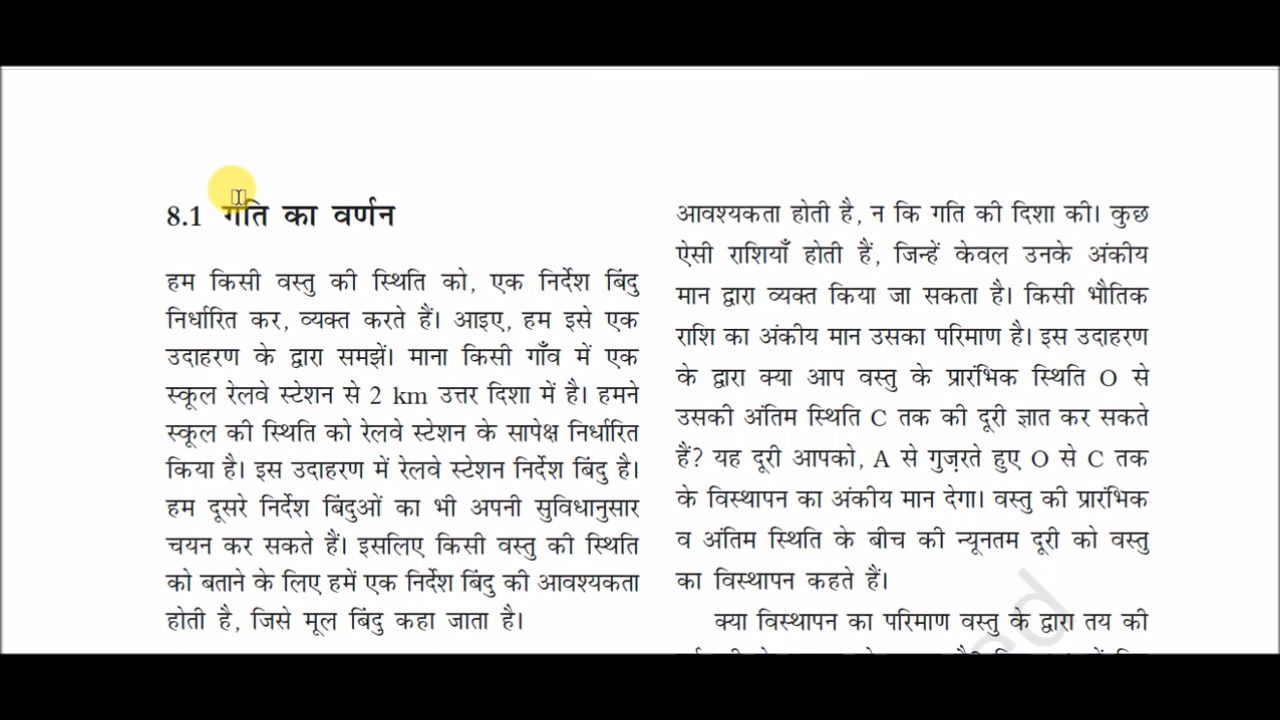 8.1 गति का वर्णन
हम किसी वस्तु की स्थिति को, एक निर्देश बिंदु
निर्धारित कर, व्यक्त करते हैं। आइए, हम इसे एक
उदाहरण के द्वारा समझें। माना किसी गाँव में एक
स्कूल रेलवे स्टेशन से 2 km उत्तर दिशा में है। हमने
स्कूल की स्थिति को रेलवे स्टेशन के सापेक्ष निर्धारित
किया है। इस उदाहरण में रेलवे स्टेशन निर्देश बिंदु है।
हम दूसरे निर्देश बिंदुओं का भी अपनी सुविधानुसार
चयन कर सकते हैं। इसलिए किसी वस्तु की स्थिति
को बताने के लिए हमें एक निर्देश बिंदु की आवश्यकता
होती है, जिसे मूल बिंदु कहा जाता है।
आवश्यकता होती है, न कि गति की दिशा की। कुछ
ऐसी राशियाँ होती हैं, जिन्हें केवल उनके अंकीय
मान द्वारा व्यक्त किया जा सकता है। किसी भौतिक
राशि का अंकीय मान उसका परिमाण है। इस उदाहरण
के द्वारा क्या आप वस्तु के प्रारंभिक स्थिति O से
उसकी अंतिम स्थिति C तक की दूरी ज्ञात कर सकते
हैं? यह दूरी आपको, A से गुज़रते हुए O से C तक
के विस्थापन का अंकीय मान देगा। वस्तु की प्रारंभिक
व अंतिम स्थिति के बीच की न्यूनतम दूरी को वस्तु
का विस्थापन कहते हैं।
क्या विस्थापन का परिमाण वस्तु के द्वारा तय की